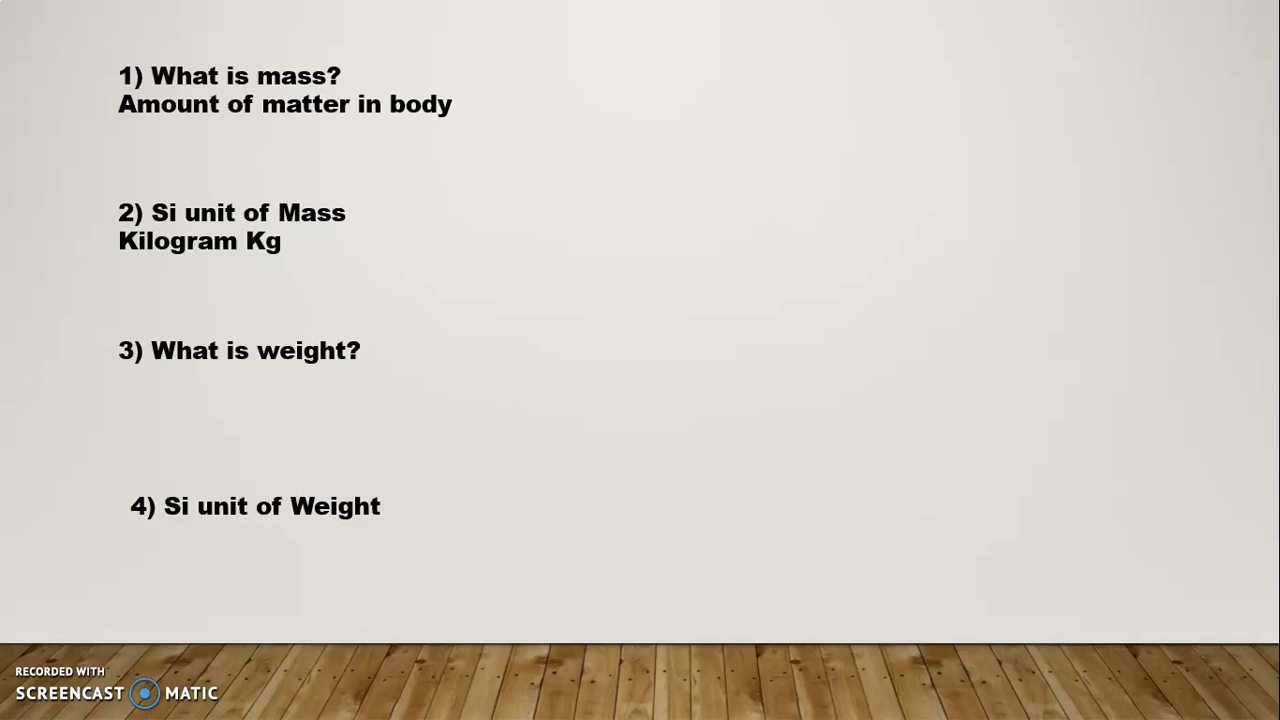 1) What is mass?
Amount of matter in body
2) Si unit of Mass
Kilogram Kg
3) What is weight?
4) Si unit of Weight
RECORDED WITH
SCREENCAST MATIC